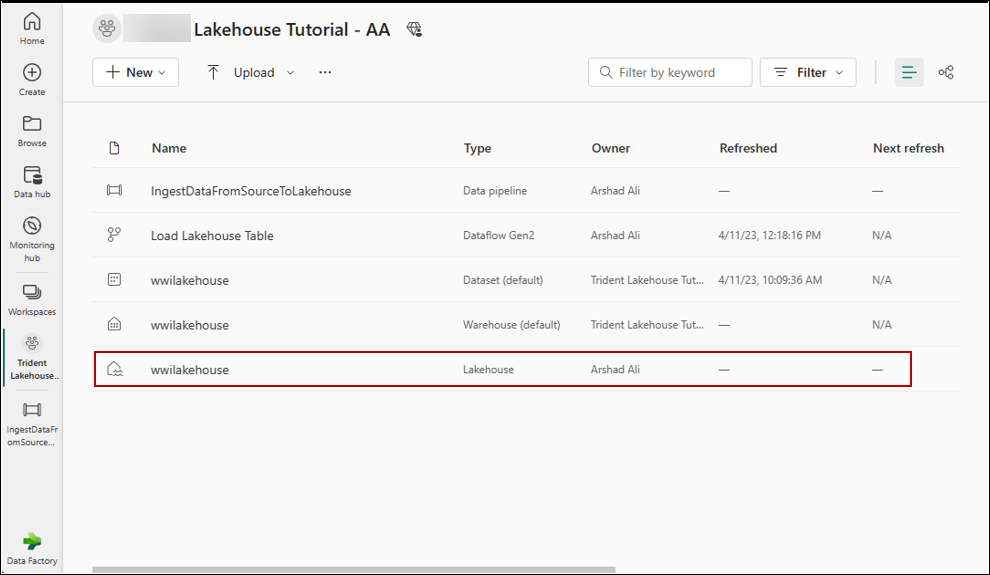 Home
Create
Browse
Data hub
Monitoring
hub
Workspaces
Trident
Lakehouse..
IngestDataFr
omSource...
Data Factory
Lakehouse Tutorial - AA
New
Upload
Filter by keyword
Filter
Name Type Owner Refreshed Next refresh
IngestDataFromSourceToLakehouse Data pipeline Arshad Ali — —
Load Lakehouse Table Dataflow Gen2 Arshad Ali 4/11/23, 12:18:16 PM N/A
wwilakehouse Dataset (default) Trident Lakehouse Tut... 4/11/23, 10:09:36 AM N/A
wwilakehouse Warehouse (default) Trident Lakehouse Tut... — N/A
wwilakehouse Lakehouse Arshad Ali — —